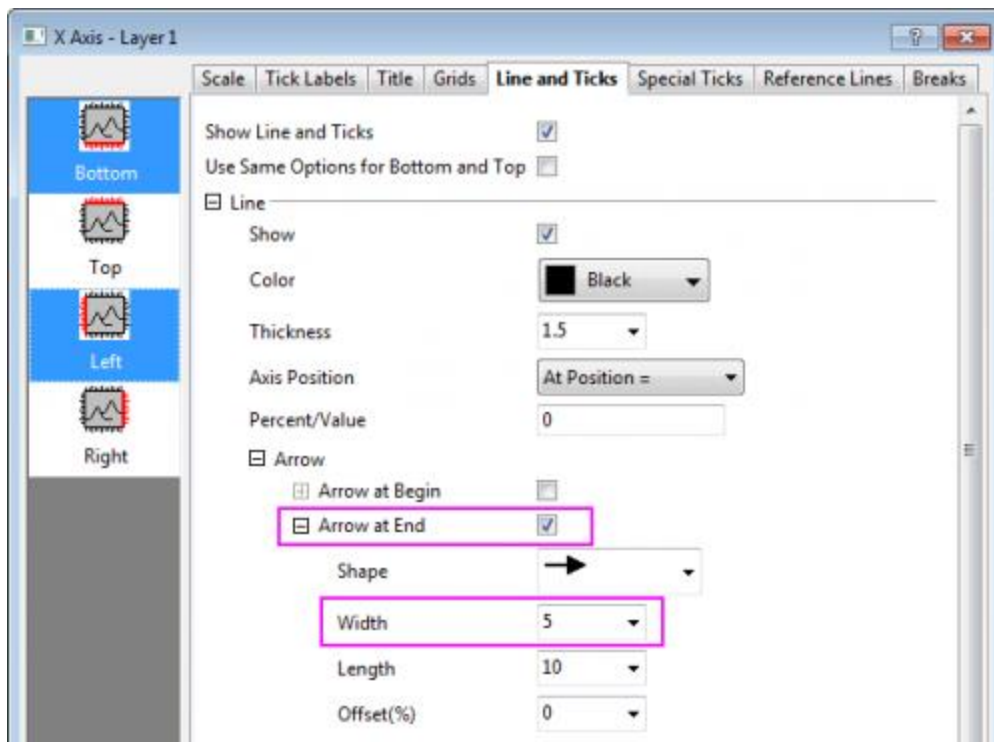 X Axis - Layer 1
Scale Tick Labels Title Grids Line and Ticks Special Ticks Reference Lines Breaks
Bottom
Top
Left
Right
Show Line and Ticks
Use Same Options for Bottom and Top
Line
Show
Color Black
Thickness 1.5
Axis Position At Position =
Percent/Value 0
Arrow
Arrow at Begin
Arrow at End
Shape
Width 5
Length 10
Offset(%) 0